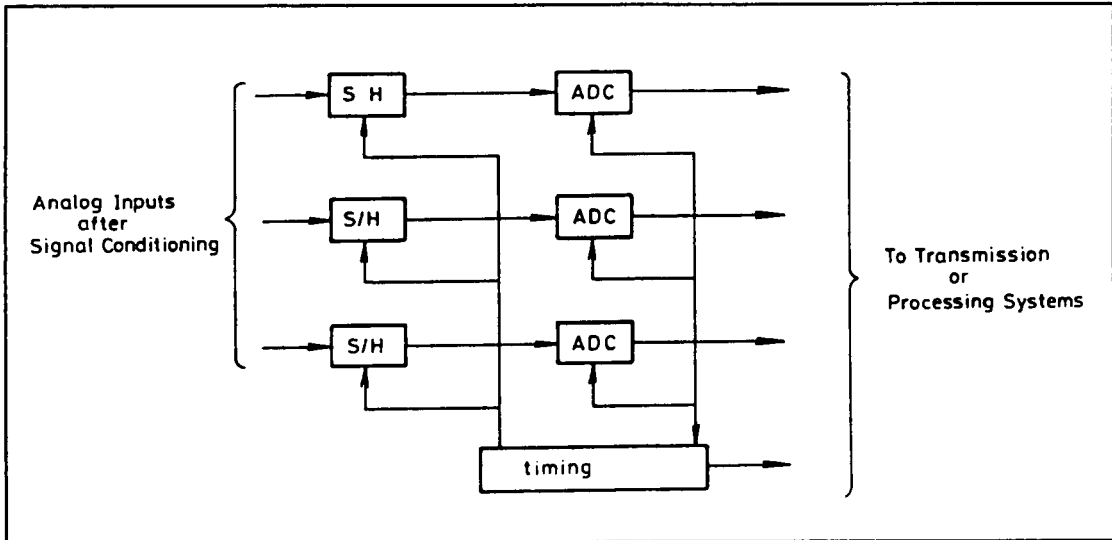 S H
ADC
Analog Inputs
after
Signal Conditioning
S/H
ADC
To Transmission
or
Processing Systems
S/H
ADC
timing